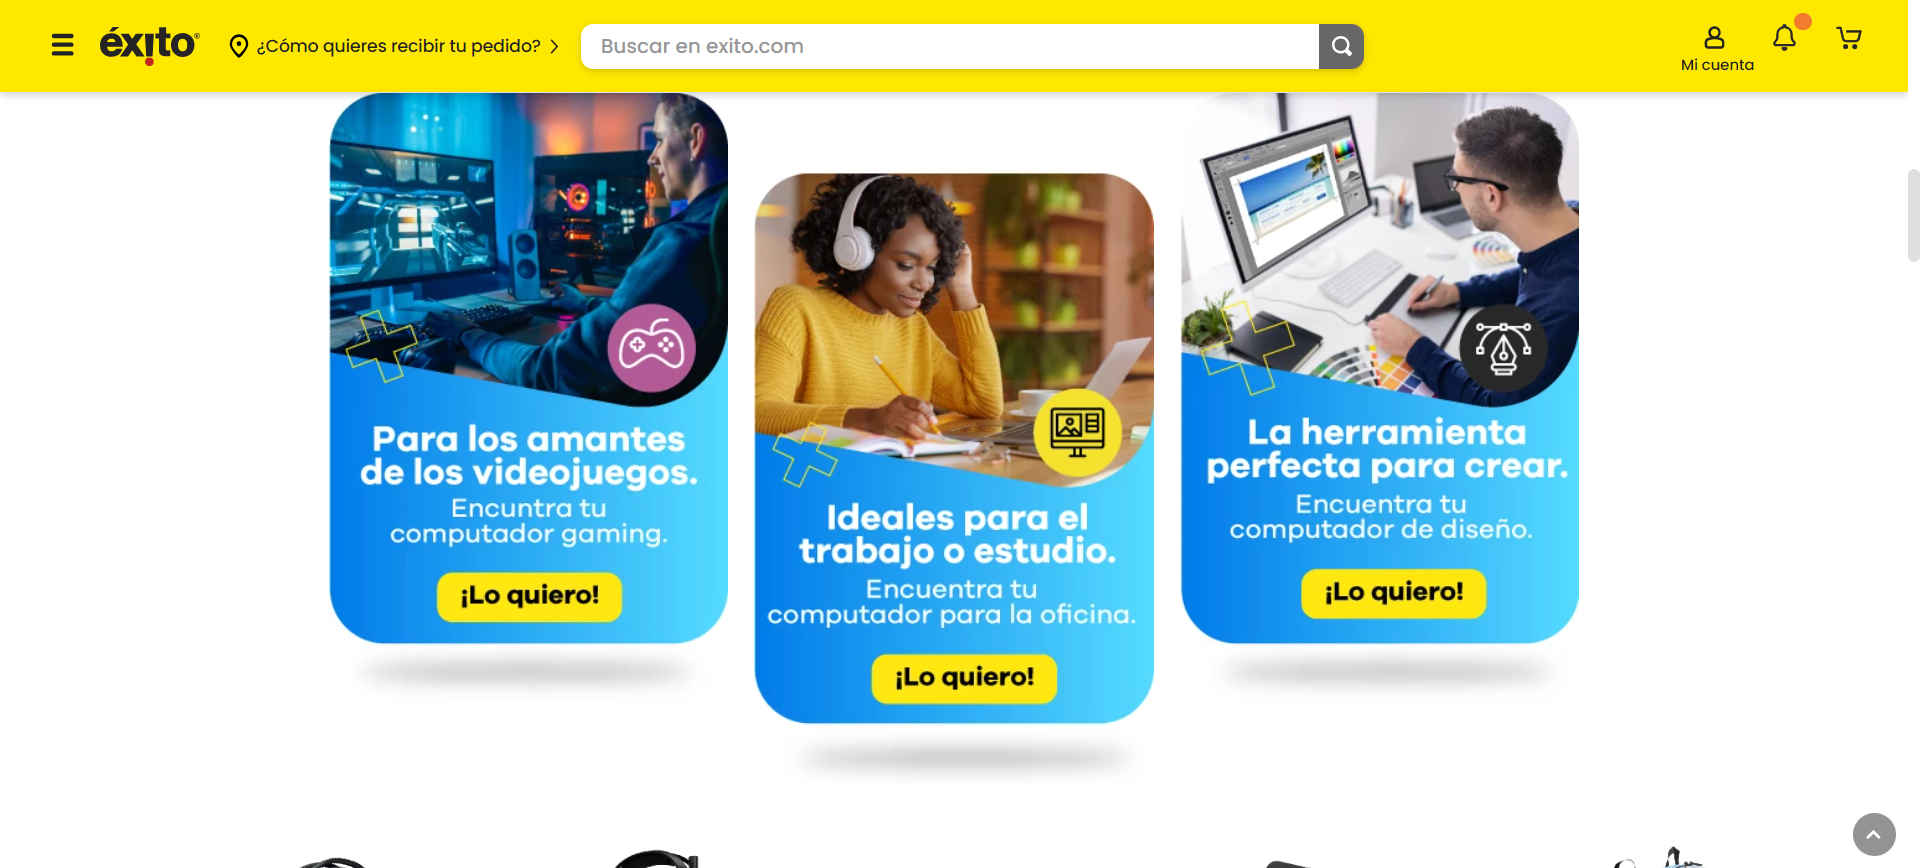 éxito®
¿Cómo quieres recibir tu pedido?
Buscar en exito.com
Mi cuenta
Para los amantes
de los videojuegos.
Encuntra tu
computador gaming.
¡Lo quiero!
Ideales para el
trabajo o estudio.
Encuentra tu
computador para la oficina.
¡Lo quiero!
La herramienta
perfecta para crear.
Encuentra tu
computador de diseño.
¡Lo quiero!